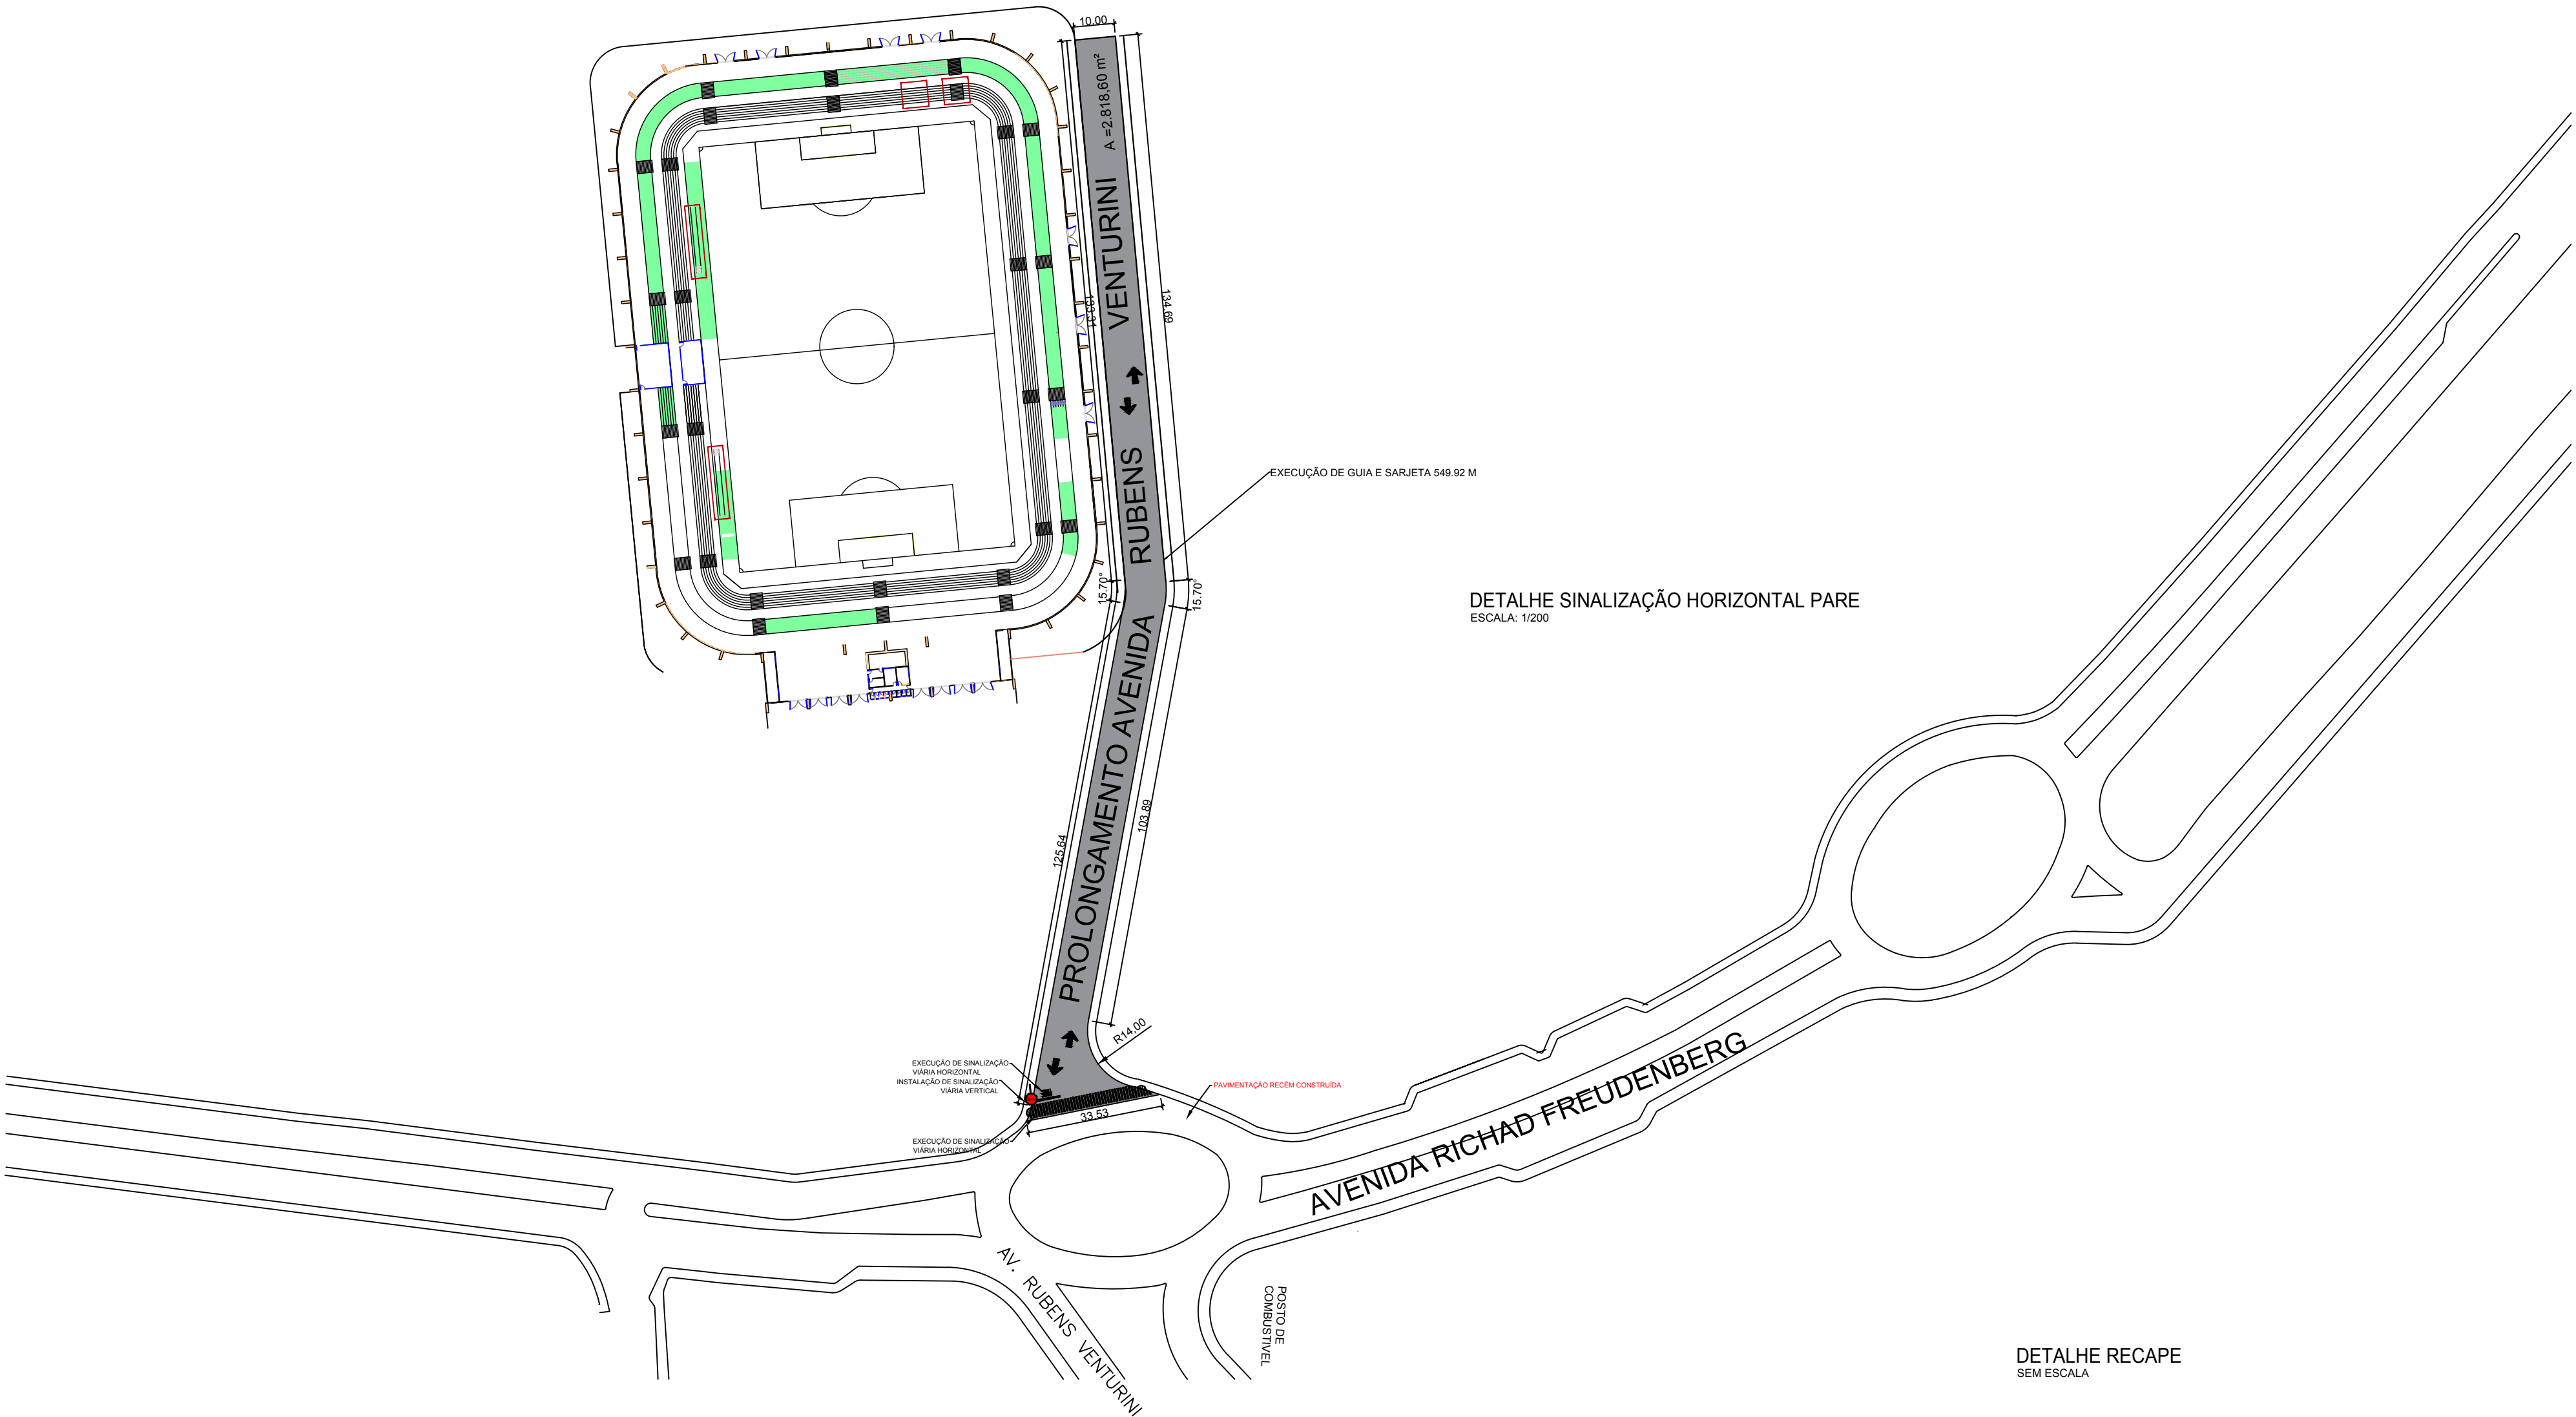 10.00
A =2.818,60 m²
PROLONGAMENTO AVENIDA RUBENS VENTURINI
133.31
134.69
EXECUÇÃO DE GUIA E SARJETA 549.92 M
15.70°
15.70°
DETALHE SINALIZAÇÃO HORIZONTAL PARE
ESCALA: 1/200
125.64
103.89
R14,00
EXECUÇÃO DE SINALIZAÇÃO
VIÁRIA HORIZONTAL
INSTALAÇÃO DE SINALIZAÇÃO
VIÁRIA VERTICAL
PAVIMENTAÇÃO RECÉM CONSTRUÍDA
33.53
EXECUÇÃO DE SINALIZAÇÃO
VIÁRIA HORIZONTAL
AVENIDA RICHAD FREUDENBERG
AV. RUBENS VENTURINI
POSTO DE
COMBUSTIVEL
DETALHE RECAPE
SEM ESCALA